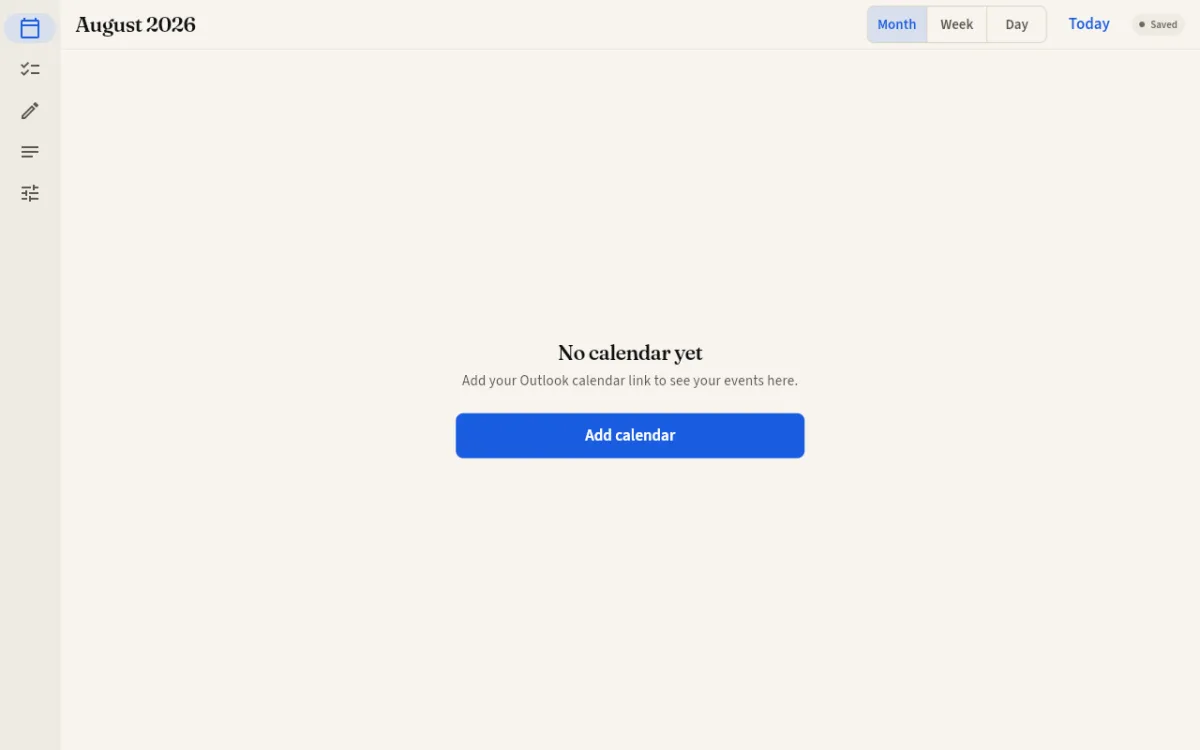 August 2026
Month
Week
Day
Today
Saved
No calendar yet
Add your Outlook calendar link to see your events here.
Add calendar